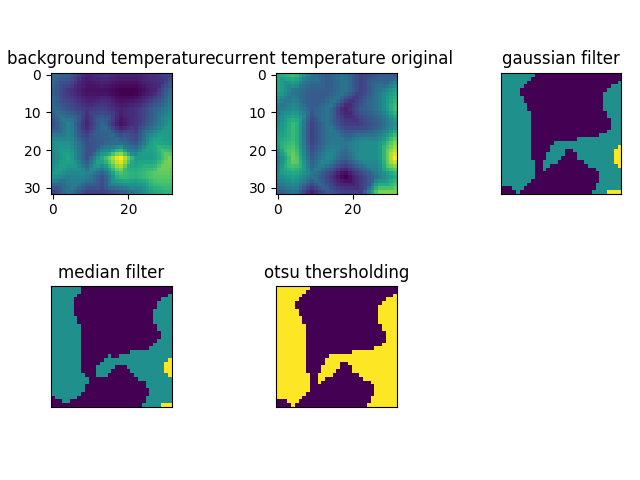 background temperature
current temperature original
gaussian filter
0
10
20
30
0
20
0
10
20
30
0
20
median filter
otsu thersholding